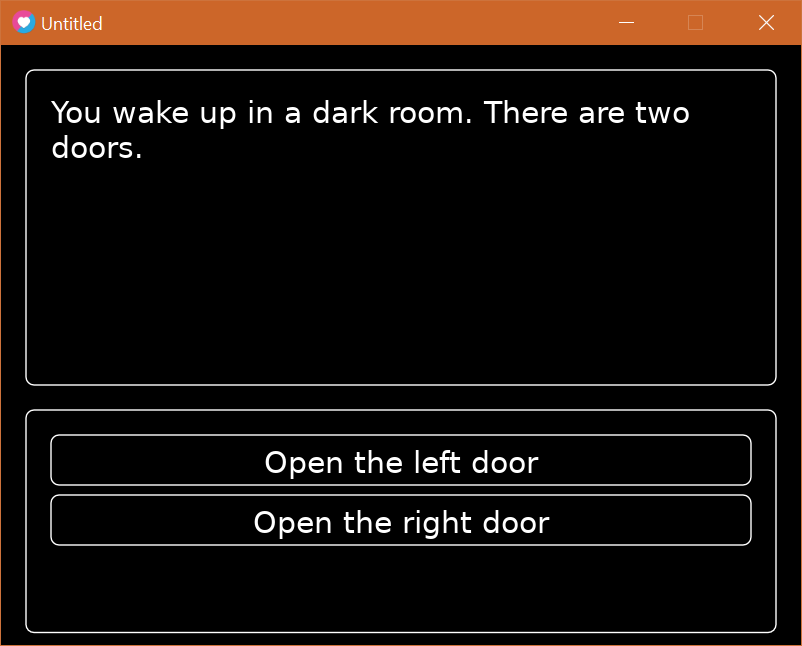 Untitled
You wake up in a dark room. There are two
doors.
Open the left door
Open the right door